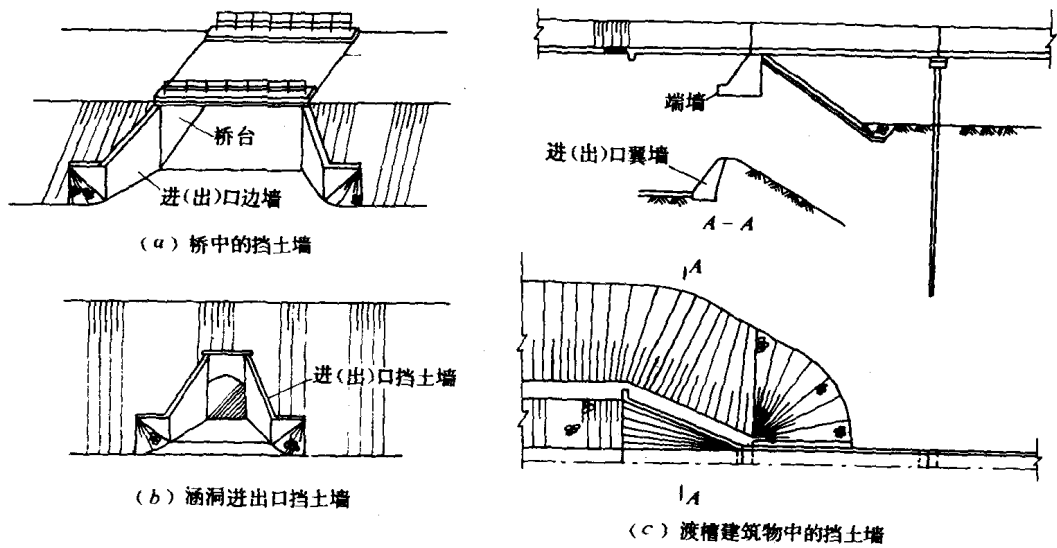 桥台
进(出)口边墙
(a)桥中的挡土墙
进(出)口挡土墙
(b)涵洞进出口挡土墙
端墙
进(出)口翼墙
A-A
A
A
(c)渡槽建筑物中的挡土墙